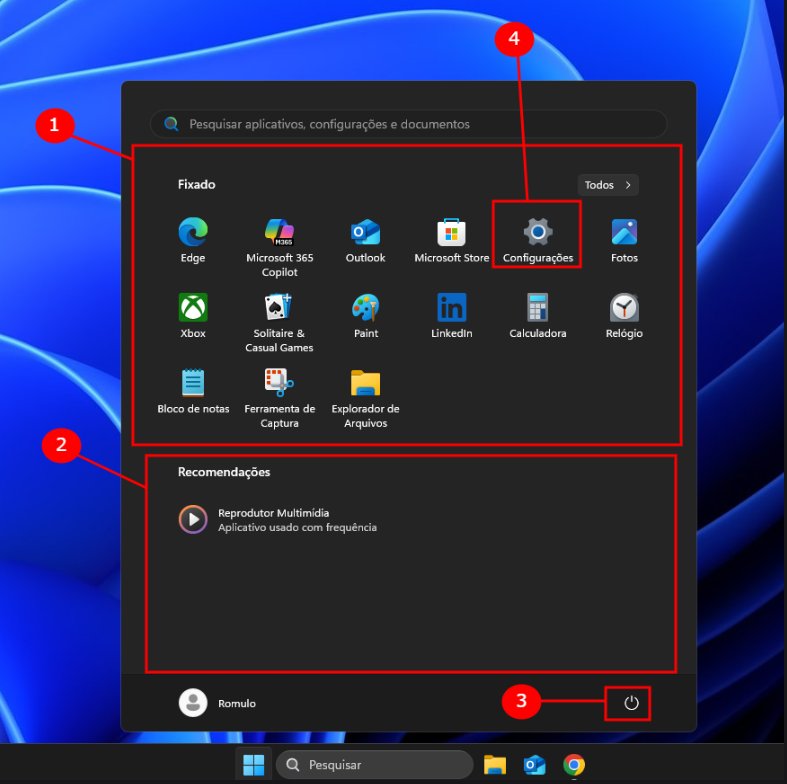 4
1
Pesquisar aplicativos, configurações e documentos
Fixado
Todos
Edge
M365
Microsoft 365
Copilot
Outlook
Microsoft Store
Configurações
Fotos
Xbox
Solitaire &
Casual Games
Paint
LinkedIn
Calculadora
Relógio
Bloco de notas
Ferramenta de
Captura
Explorador de
Arquivos
2
Recomendações
Reprodutor Multimídia
Aplicativo usado com frequência
Romulo
3
Pesquisar